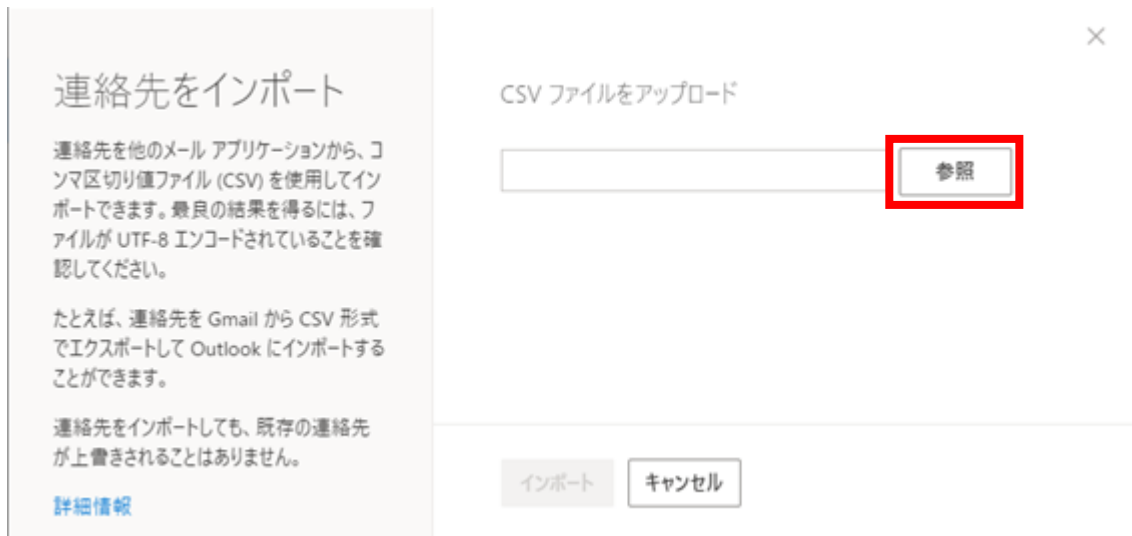 連絡先をインポート
連絡先を他のメール アプリケーションから、コ
ンマ区切り値ファイル (CSV) を使用してイン
ポートできます。最良の結果を得るには、フ
ァイルが UTF-8 エンコードされていることを確
認してください。
たとえば、連絡先を Gmail から CSV 形式
でエクスポートして Outlook にインポートする
ことができます。
連絡先をインポートしても、既存の連絡先
が上書きされることはありません。
詳細情報
CSV ファイルをアップロード
参照
インポート
キャンセル